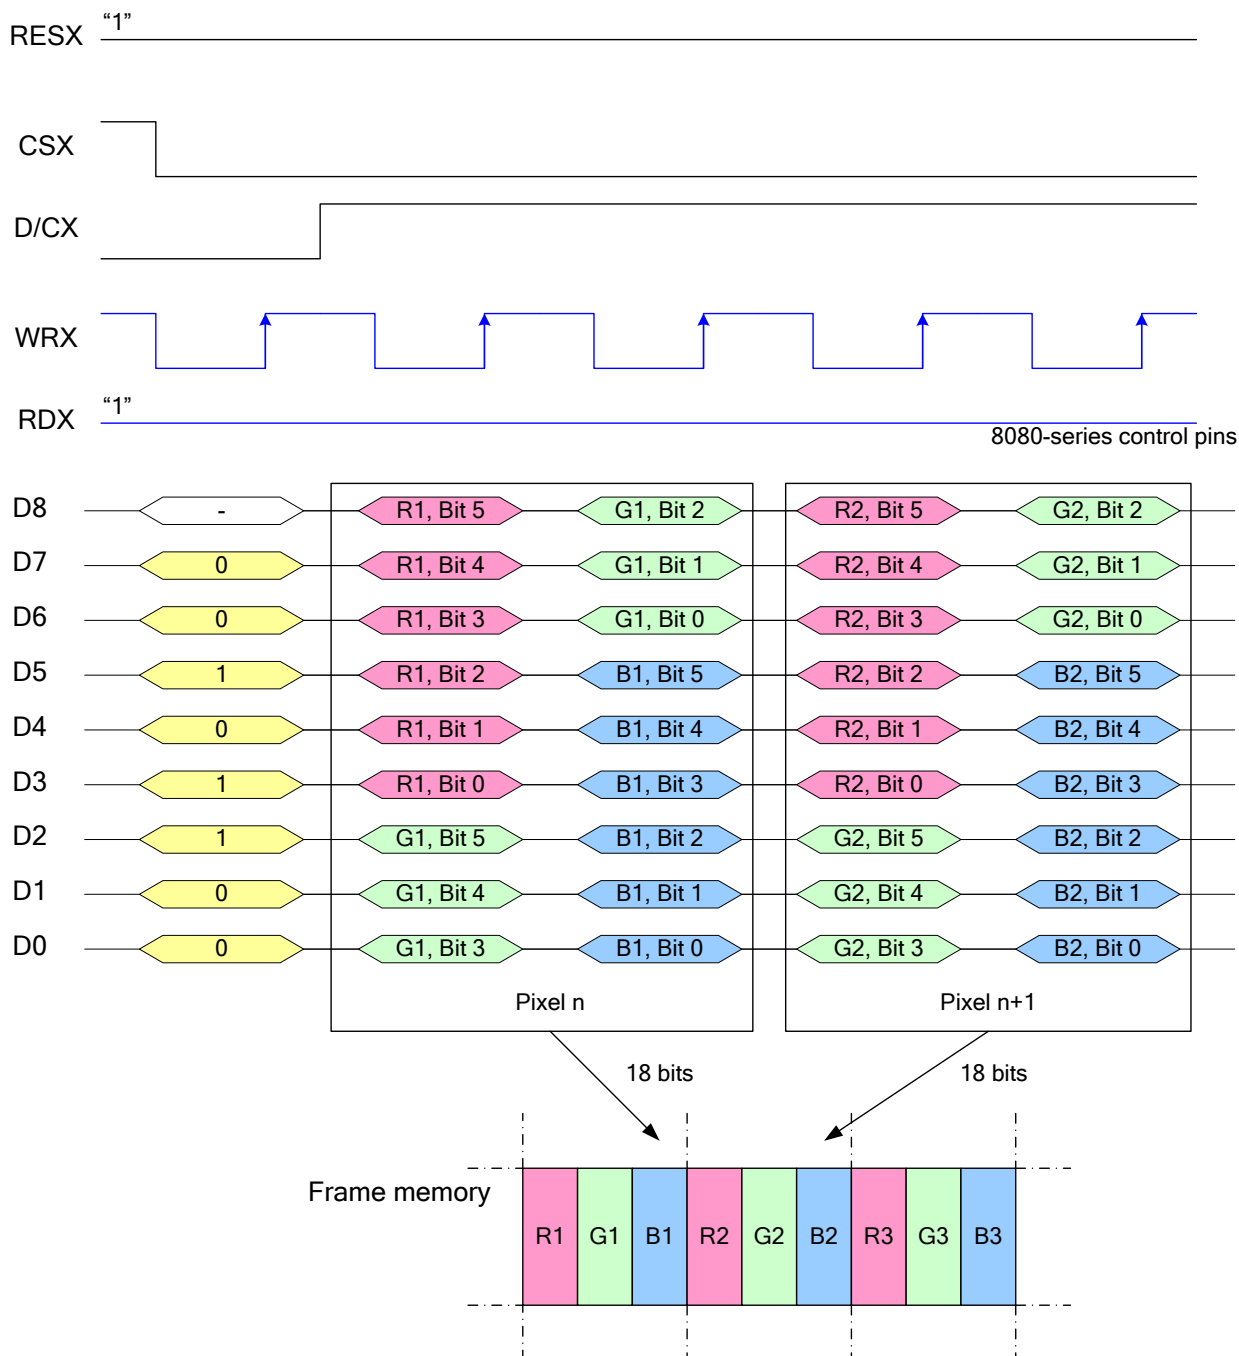 RESX “1”
CSX
D/CX
WRX
RDX “1”
8080-series control pins
D8 - R1, Bit 5 G1, Bit 2 R2, Bit 5 G2, Bit 2
D7 0 R1, Bit 4 G1, Bit 1 R2, Bit 4 G2, Bit 1
D6 0 R1, Bit 3 G1, Bit 0 R2, Bit 3 G2, Bit 0
D5 1 R1, Bit 2 B1, Bit 5 R2, Bit 2 B2, Bit 5
D4 0 R1, Bit 1 B1, Bit 4 R2, Bit 1 B2, Bit 4
D3 1 R1, Bit 0 B1, Bit 3 R2, Bit 0 B2, Bit 3
D2 1 G1, Bit 5 B1, Bit 2 G2, Bit 5 B2, Bit 2
D1 0 G1, Bit 4 B1, Bit 1 G2, Bit 4 B2, Bit 1
D0 0 G1, Bit 3 B1, Bit 0 G2, Bit 3 B2, Bit 0
Pixel n Pixel n+1
18 bits 18 bits
Frame memory
R1 G1 B1 R2 G2 B2 R3 G3 B3